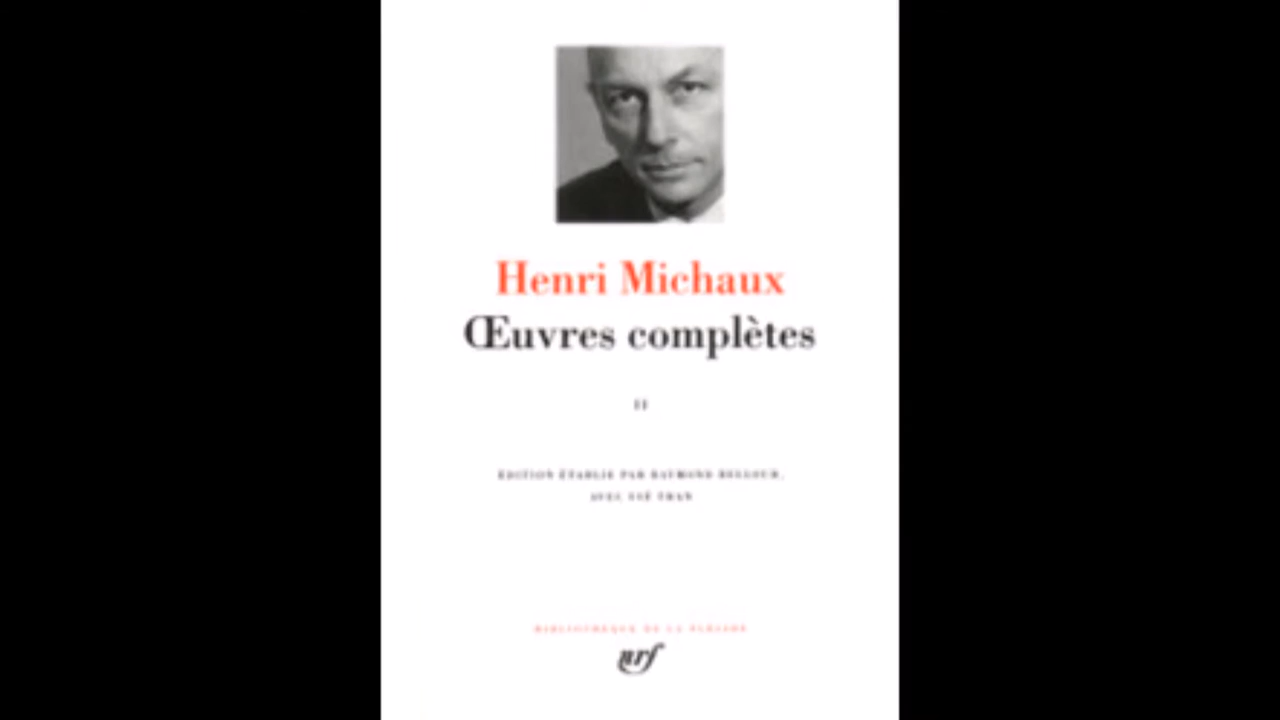 Henri Michaux
Œuvres complètes
II
ÉDITION ÉTABLIE PAR RAYMOND BELLOUR,
AVEC YSÉ TRAN
BIBLIOTHÈQUE DE LA PLÉIADE
nrf